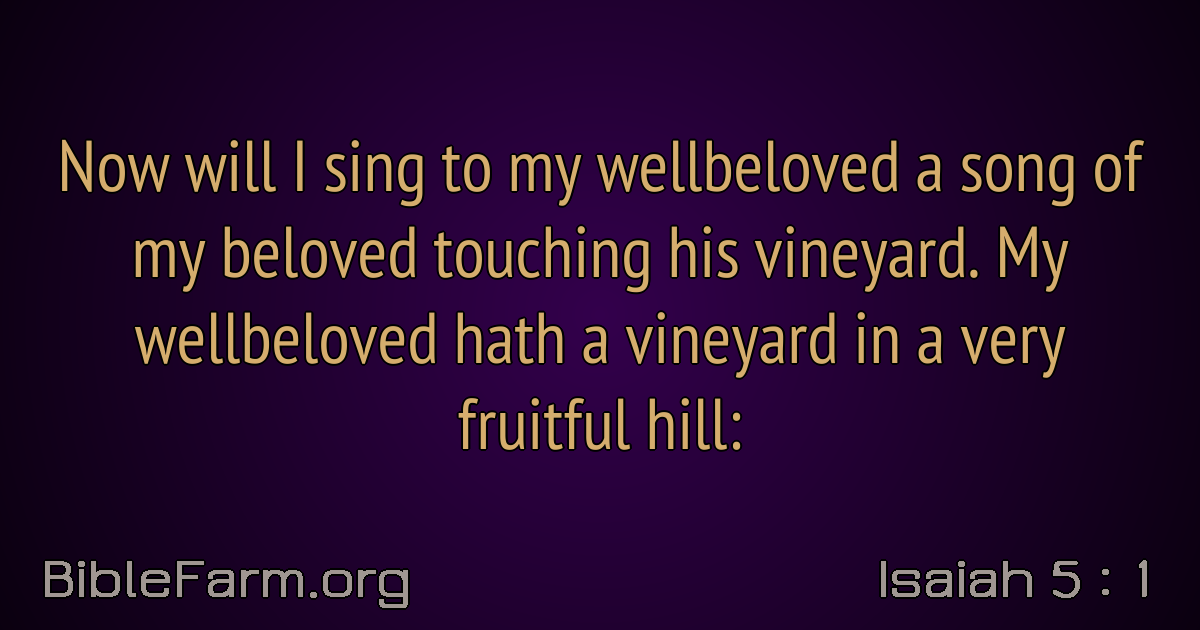 Now will I sing to my wellbeloved a song of
my beloved touching his vineyard. My
wellbeloved hath a vineyard in a very
fruitful hill:
BibleFarm.org
Isaiah 5 : 1